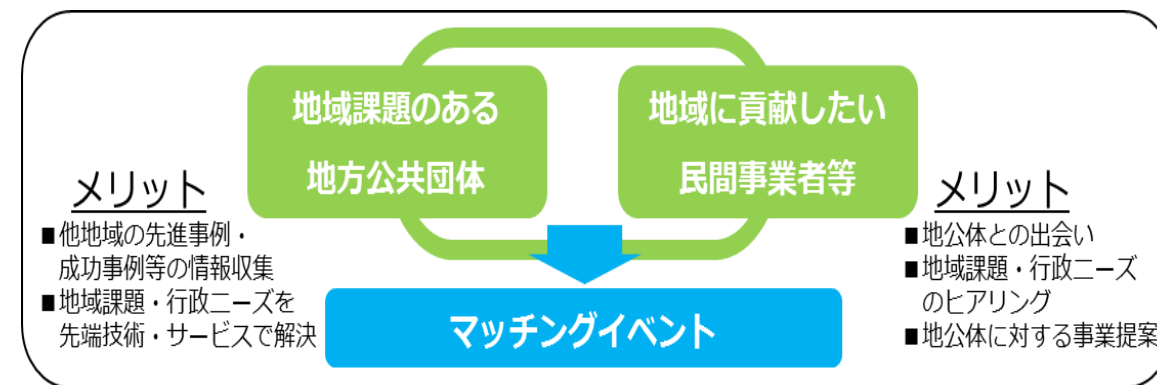 地域課題のある
地方公共団体
地域に貢献したい
民間事業者等
メリット
■他地域の先進事例・
成功事例等の情報収集
■地域課題・行政ニーズを
先端技術・サービスで解決
メリット
■地公体との出会い
■地域課題・行政ニーズ
のヒアリング
■地公体に対する事業提案
マッチングイベント